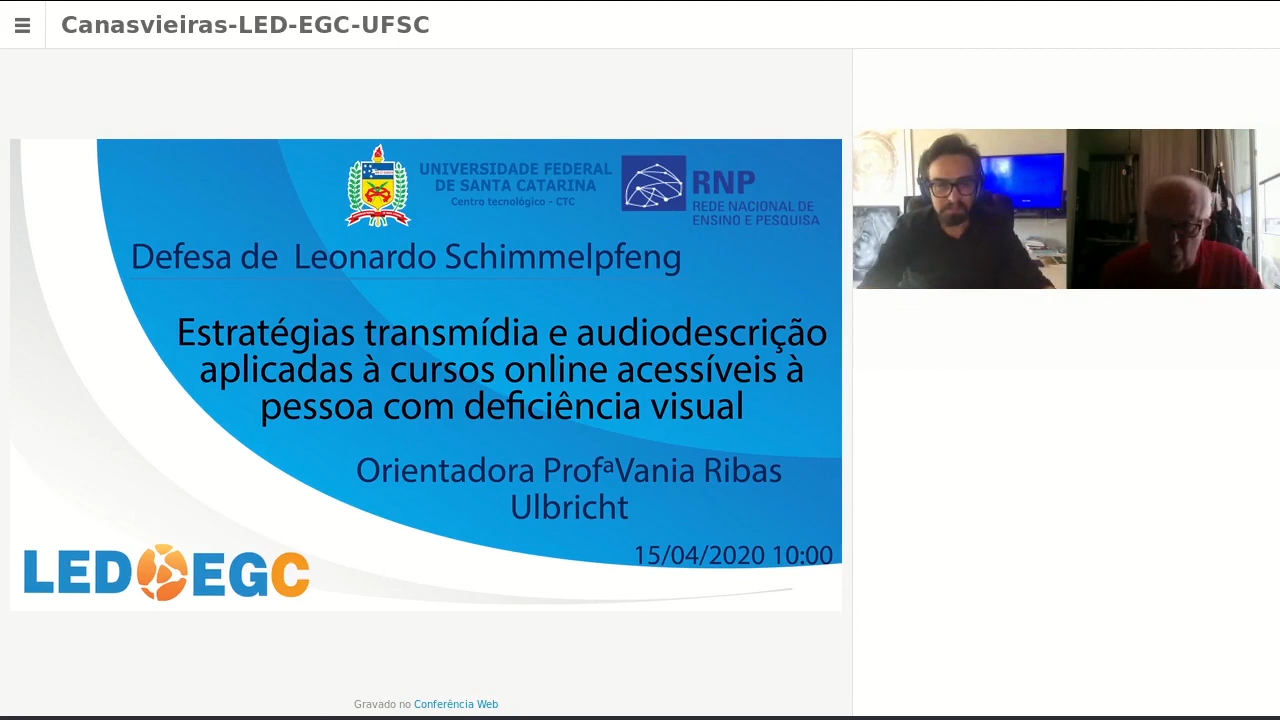 Canasvieiras-LED-EGC-UFSC
UNIVERSIDADE FEDERAL
DE SANTA CATARINA
Centro tecnológico - CTC
RNP
REDE NACIONAL DE
ENSINO E PESQUISA
Defesa de Leonardo Schimmelpfeng
Estratégias transmídia e audiodescrição
aplicadas à cursos online acessíveis à
pessoa com deficiência visual
Orientadora ProfªVania Ribas
Ulbricht
15/04/2020 10:00
LED EGC
Gravado no Conferência Web